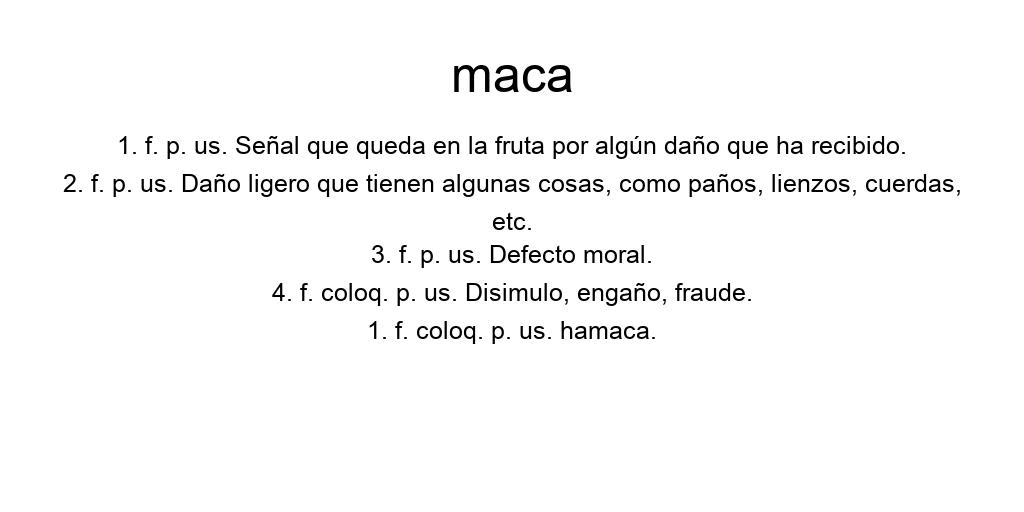 maca
1. f. p. us. Señal que queda en la fruta por algún daño que ha recibido.
2. f. p. us. Daño ligero que tienen algunas cosas, como paños, lienzos, cuerdas,
etc.
3. f. p. us. Defecto moral.
4. f. coloq. p. us. Disimulo, engaño, fraude.
1. f. coloq. p. us. hamaca.